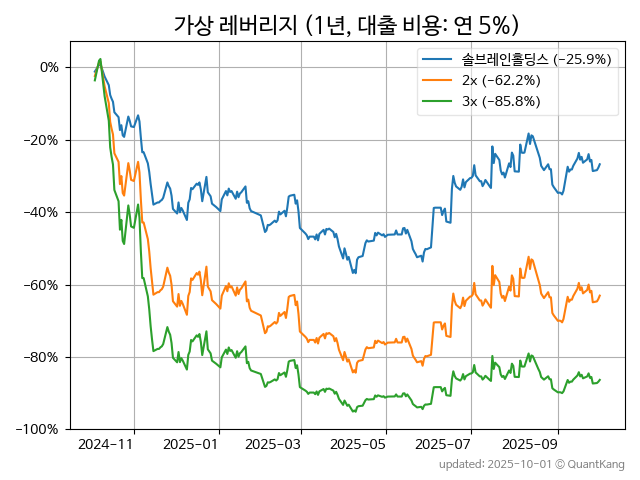 가상 레버리지 (1년, 대출 비용: 연 5%)
솔브레인홀딩스 (−25.9%)
2x (−62.2%)
3x (−85.8%)
0%
−20%
−40%
−60%
−80%
−100%
2024-11 2025-01 2025-03 2025-05 2025-07 2025-09
updated: 2025-10-01 © QuantKang